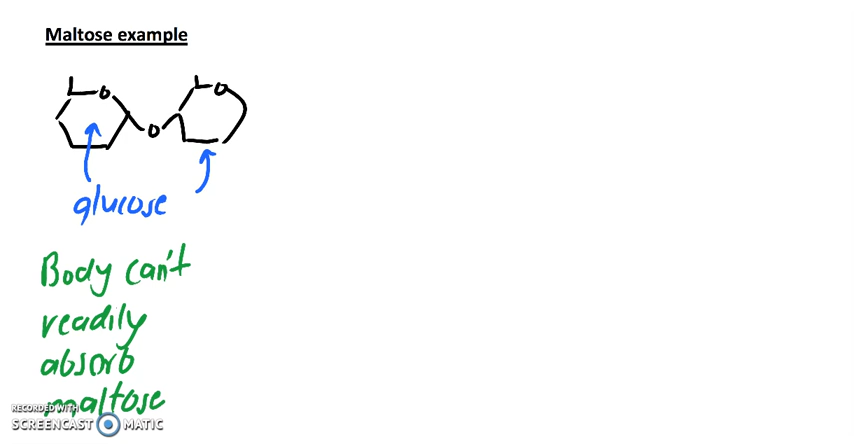 Maltose example
O
O
O
glucose
Body can't
readily
absorb
maltose
RECORDED WITH
SCREENCAST MATIC